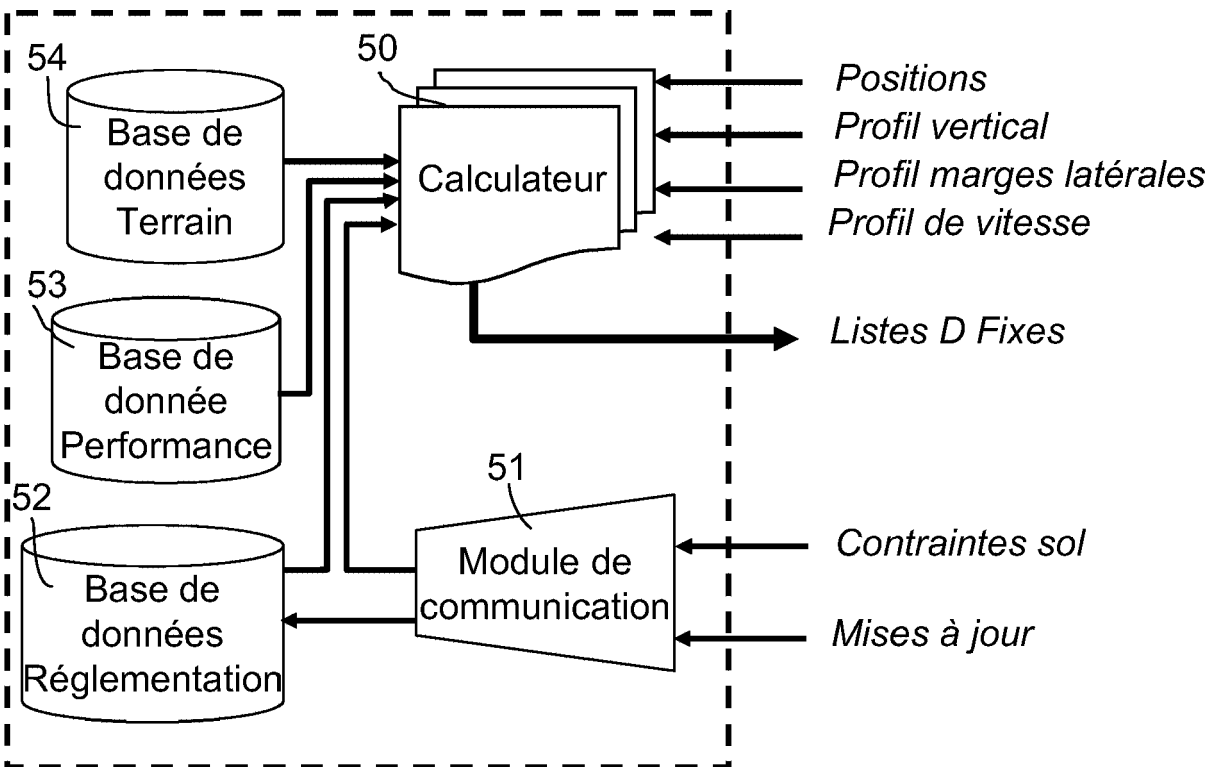 54
Base de
données
Terrain
50
Calculateur
Positions
Profil vertical
Profil marges latérales
Profil de vitesse
53
Base de
donnée
Performance
Listes D Fixes
52
Base de
données
Réglementation
51
Module de
communication
Contraintes sol
Mises à jour